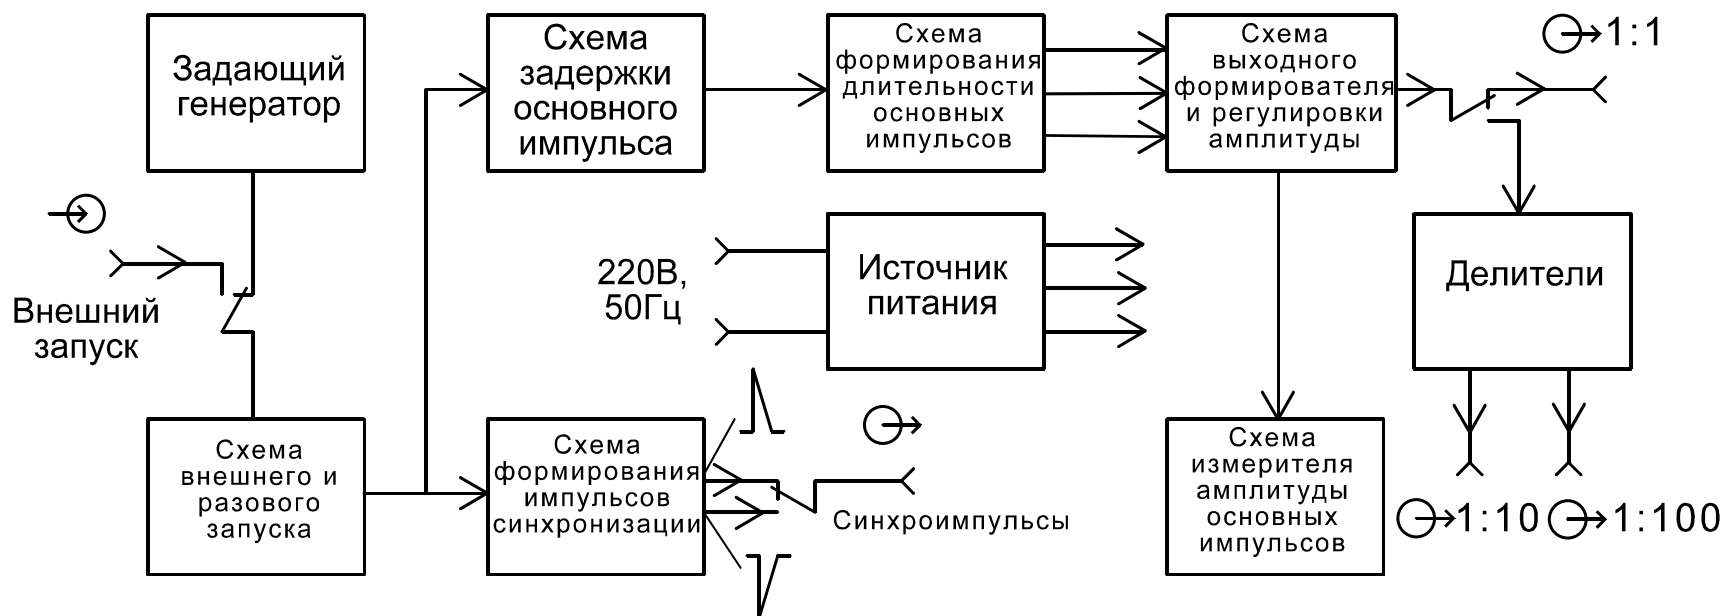 Задающий
генератор
Схема
задержки
основного
импульса
Схема
формирования
длительности
основных
импульсов
Схема
выходного
формирователя
и регулировки
амплитуды
1:1
Внешний
запуск
220В,
50Гц
Источник
питания
Делители
Схема
внешнего и
разового
запуска
Схема
формирования
импульсов
синхронизации
Синхроимпульсы
Схема
измерителя
амплитуды
основных
импульсов
1:10
1:100